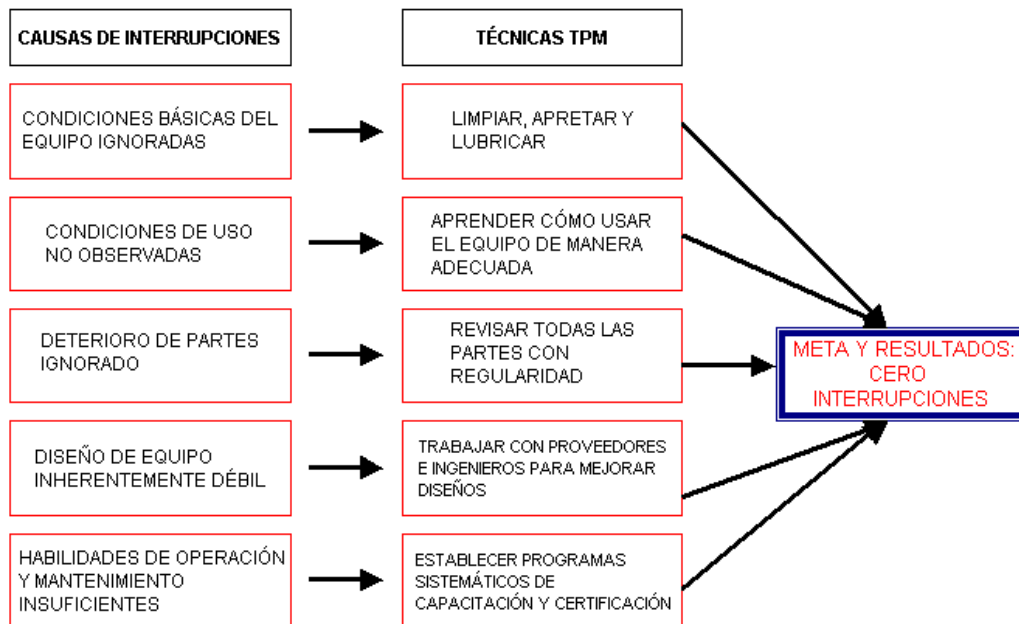 CAUSAS DE INTERRUPCIONES
TÉCNICAS TPM
CONDICIONES BÁSICAS DEL
EQUIPO IGNORADAS
LIMPIAR, APRETAR Y
LUBRICAR
CONDICIONES DE USO
NO OBSERVADAS
APRENDER CÓMO USAR
EL EQUIPO DE MANERA
ADECUADA
DETERIORO DE PARTES
IGNORADO
REVISAR TODAS LAS
PARTES CON
REGULARIDAD
META Y RESULTADOS:
CERO
INTERRUPCIONES
DISEÑO DE EQUIPO
INHERENTEMENTE DÉBIL
TRABAJAR CON PROVEEDORES
E INGENIEROS PARA MEJORAR
DISEÑOS
HABILIDADES DE OPERACIÓN
Y MANTENIMIENTO
INSUFICIENTES
ESTABLECER PROGRAMAS
SISTEMÁTICOS DE
CAPACITACIÓN Y CERTIFICACIÓN